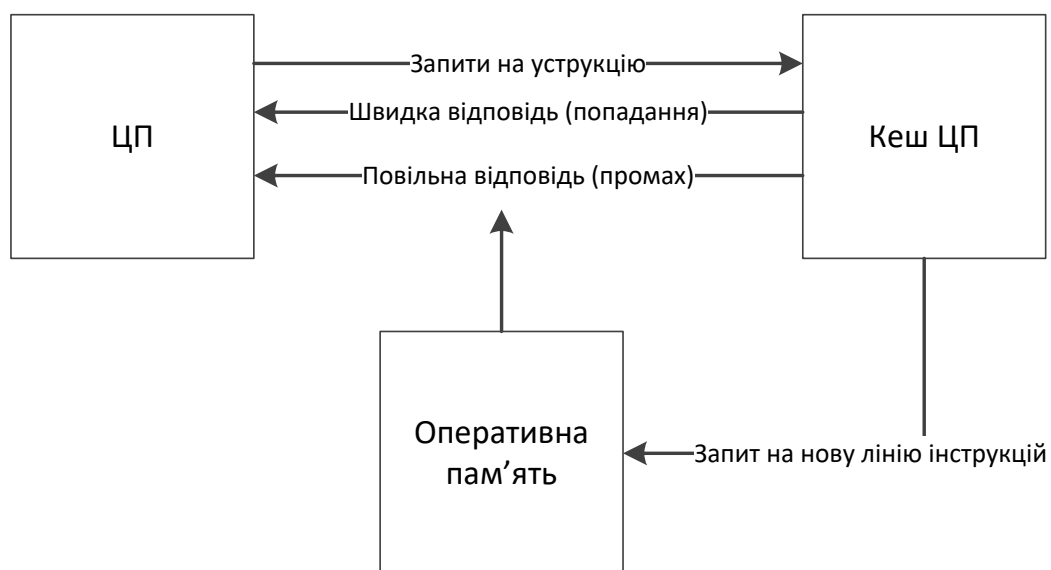 Запити на уструкцію
Швидка відповідь (попадання)
ЦП
Кеш ЦП
Повільна відповідь (промах)
Оперативна
пам’ять
Запит на нову лінію інструкцій